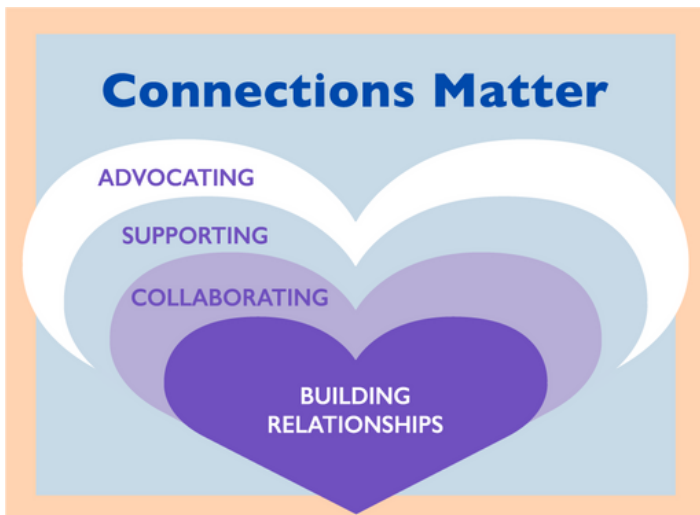 Connections Matter
ADVOCATING
SUPPORTING
COLLABORATING
BUILDING
RELATIONSHIPS